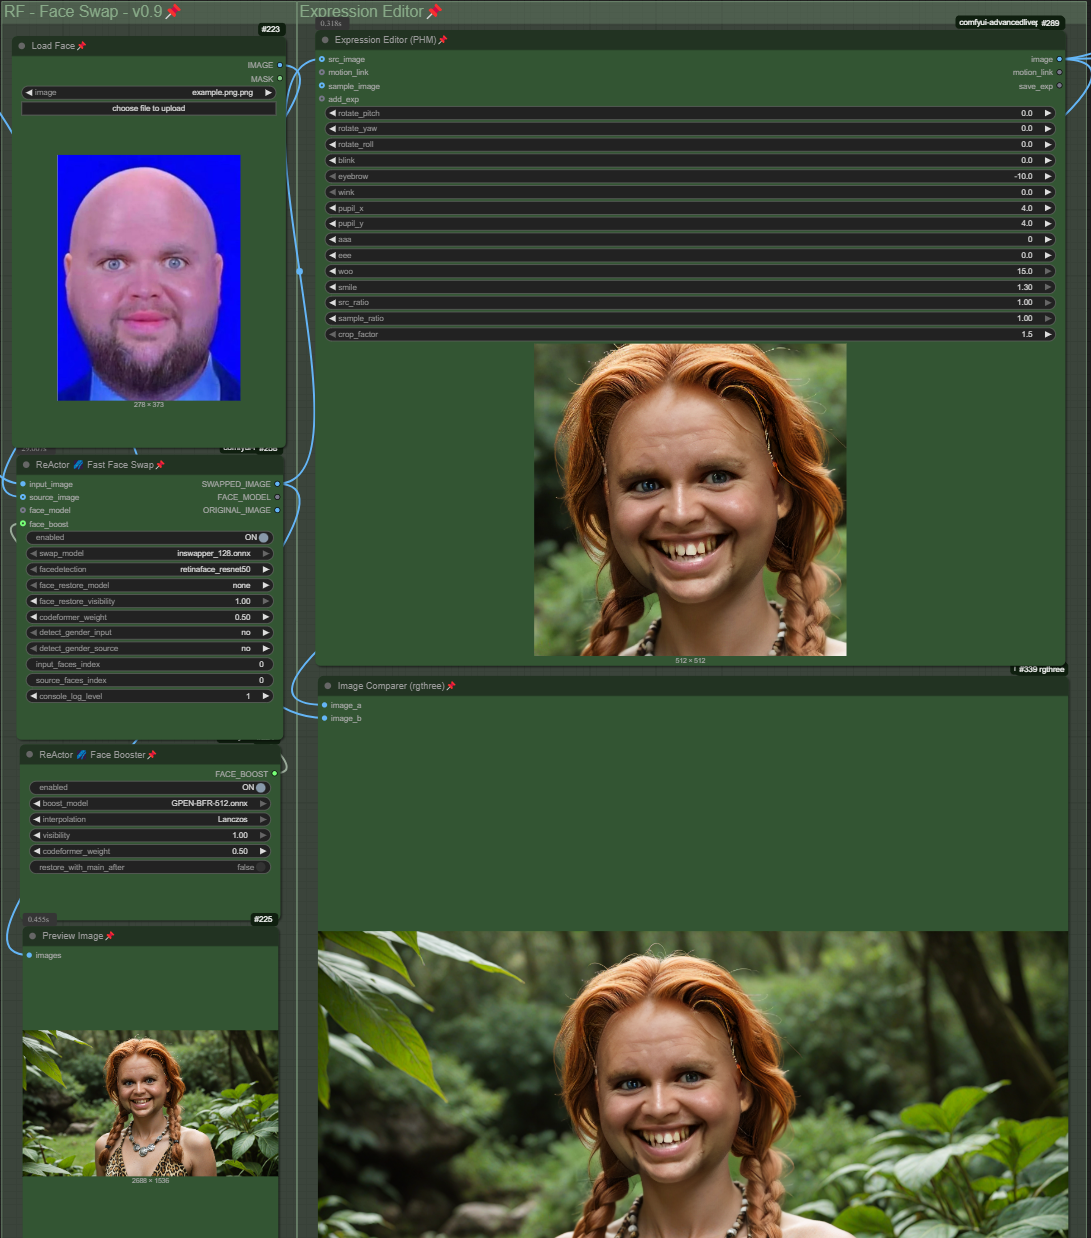 RF - Face Swap - v0.9
#223
Load Face
IMAGE
MASK
image example.png.png
choose file to upload
278 × 373
#238
ReActor Fast Face Swap
input_image SWAPPED_IMAGE
source_image FACE_MODEL
face_model ORIGINAL_IMAGE
face_boost
enabled ON
swap_model inswapper_128.onnx
facedetection retinaface_resnet50
face_restore_model none
face_restore_visibility 1.00
codeformer_weight 0.50
detect_gender_input no
detect_gender_source no
input_faces_index 0
source_faces_index 0
console_log_level 1
ReActor Face Booster
FACE_BOOST
enabled ON
boost_model GPEN-BFR-512.onnx
interpolation Lanczos
visibility 1.00
codeformer_weight 0.50
restore_with_main_after false
0.455s #225
Preview Image
images
2688 × 1536
Expression Editor
0.518s comfyui-advancedlivep #289
Expression Editor (PHM)
src_image image
motion_link motion_link
sample_image save_exp
add_exp
rotate_pitch 0.0
rotate_yaw 0.0
rotate_roll 0.0
blink 0.0
eyebrow -10.0
wink 0.0
pupil_x 4.0
pupil_y 4.0
aaa 0
eee 0.0
woo 15.0
smile 1.30
src_ratio 1.00
sample_ratio 1.00
crop_factor 1.5
512 × 512
#339 rgthree
Image Comparer (rgthree)
image_a
image_b